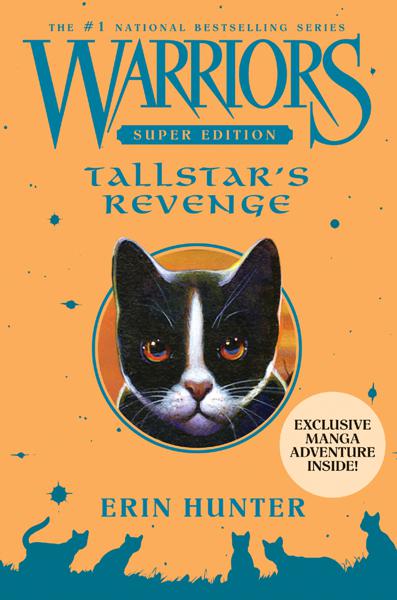 THE #1 NATIONAL BESTSELLING SERIES
WARRIORS
SUPER EDITION
TALLSTAR'S
REVENGE
EXCLUSIVE
MANGA
ADVENTURE
INSIDE!
ERIN HUNTER